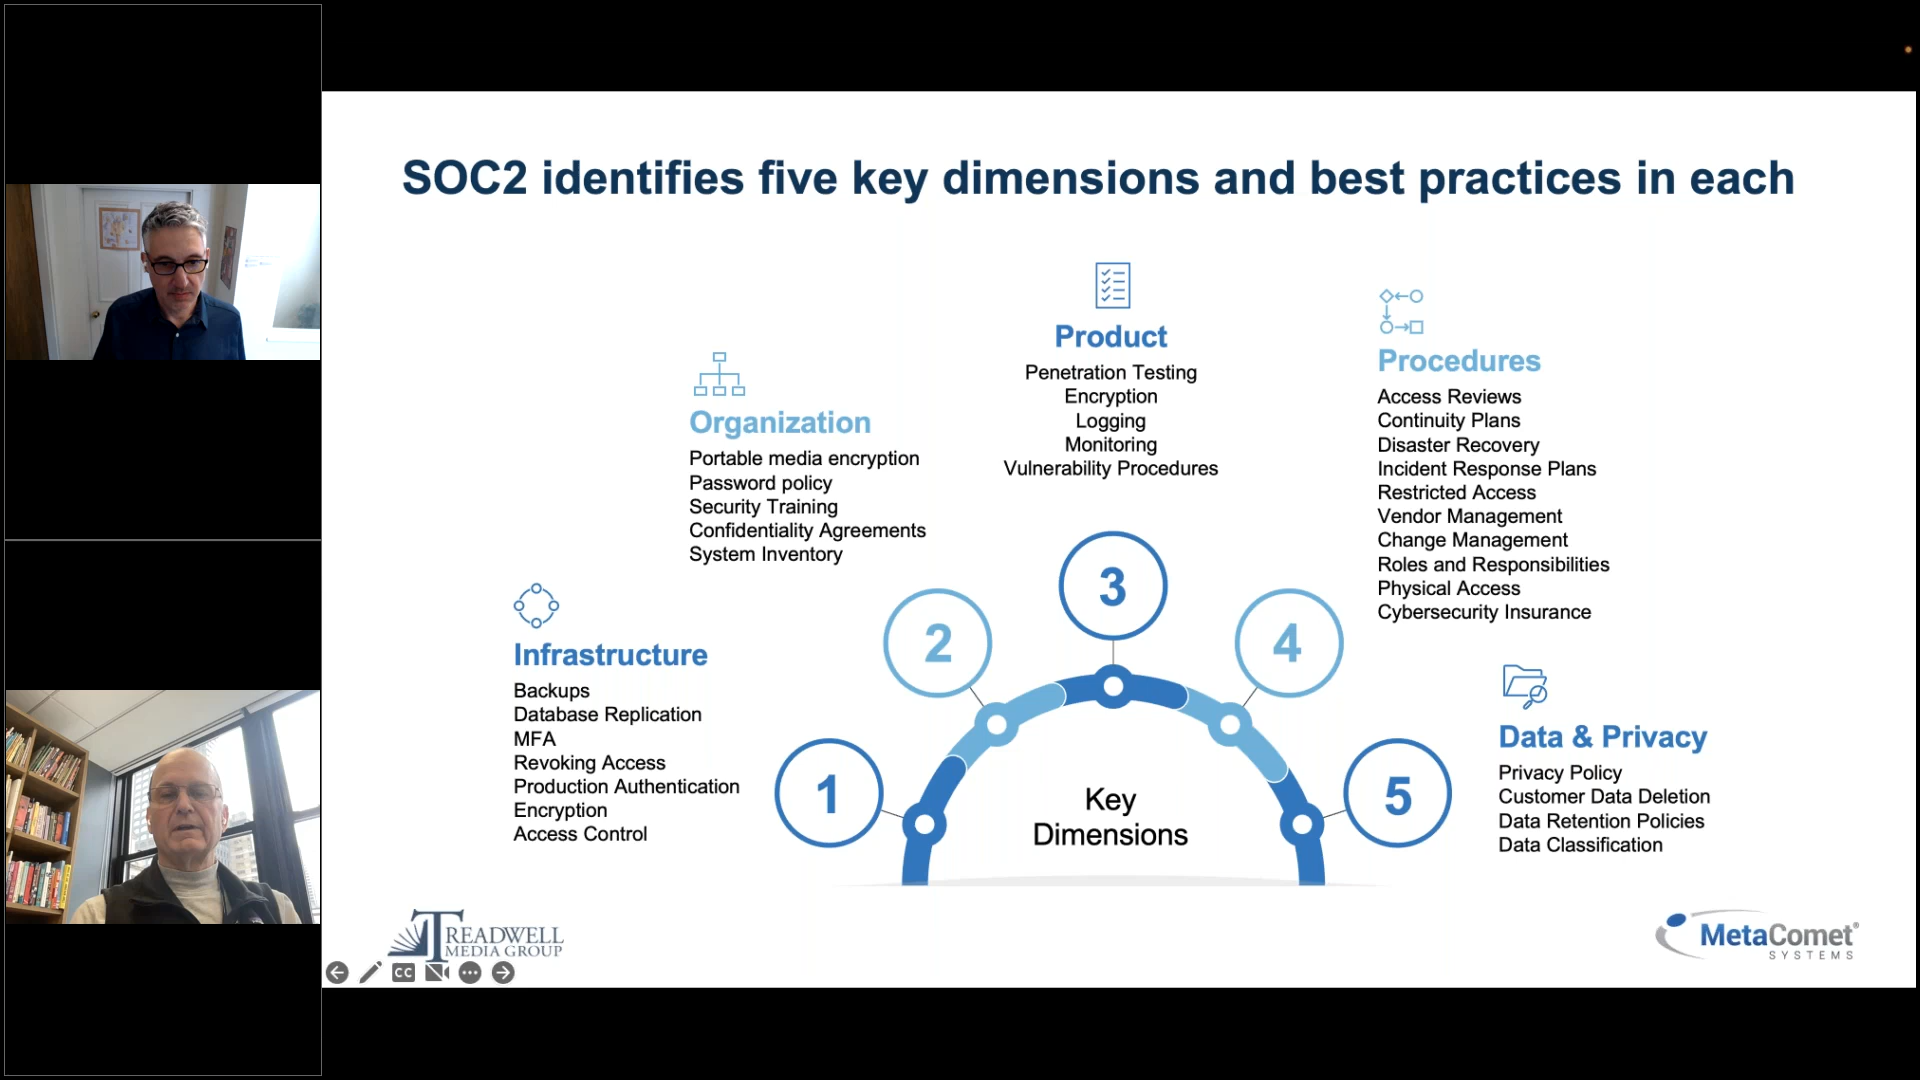 SOC2 identifies five key dimensions and best practices in each
Infrastructure
Backups
Database Replication
MFA
Revoking Access
Production Authentication
Encryption
Access Control
Organization
Portable media encryption
Password policy
Security Training
Confidentiality Agreements
System Inventory
Product
Penetration Testing
Encryption
Logging
Monitoring
Vulnerability Procedures
Procedures
Access Reviews
Continuity Plans
Disaster Recovery
Incident Response Plans
Restricted Access
Vendor Management
Change Management
Roles and Responsibilities
Physical Access
Cybersecurity Insurance
Data & Privacy
Privacy Policy
Customer Data Deletion
Data Retention Policies
Data Classification
1
2
3
4
5
Key
Dimensions
TREADWELL
MEDIA GROUP
CC
MetaComet®
SYSTEMS